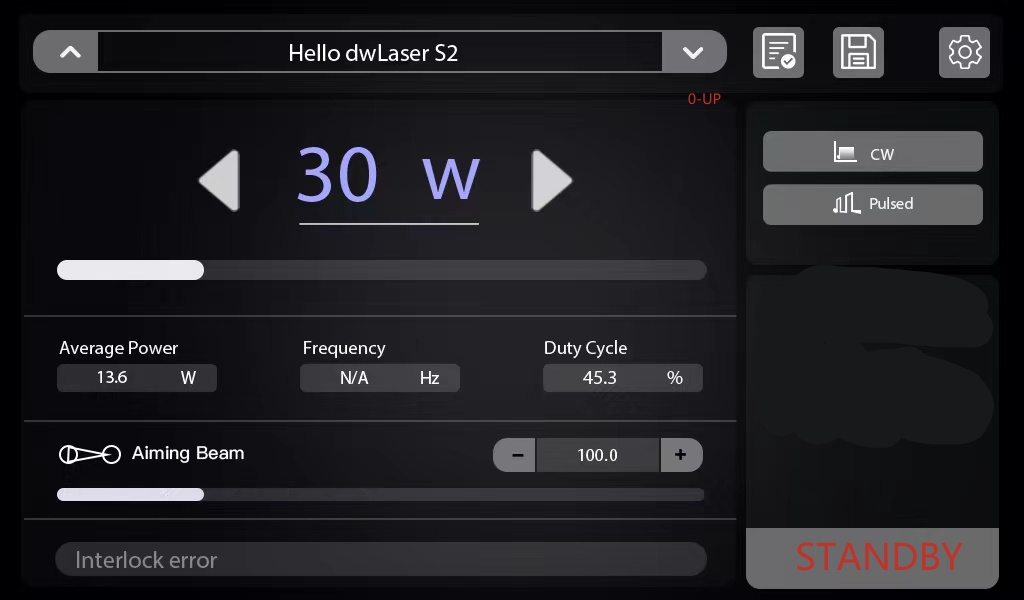 Hello dwLaser S2
0-UP
30 W
CW
Pulsed
Average Power
Frequency
Duty Cycle
13.6 W
N/A Hz
45.3 %
Aiming Beam
− 100.0 +
Interlock error
STANDBY